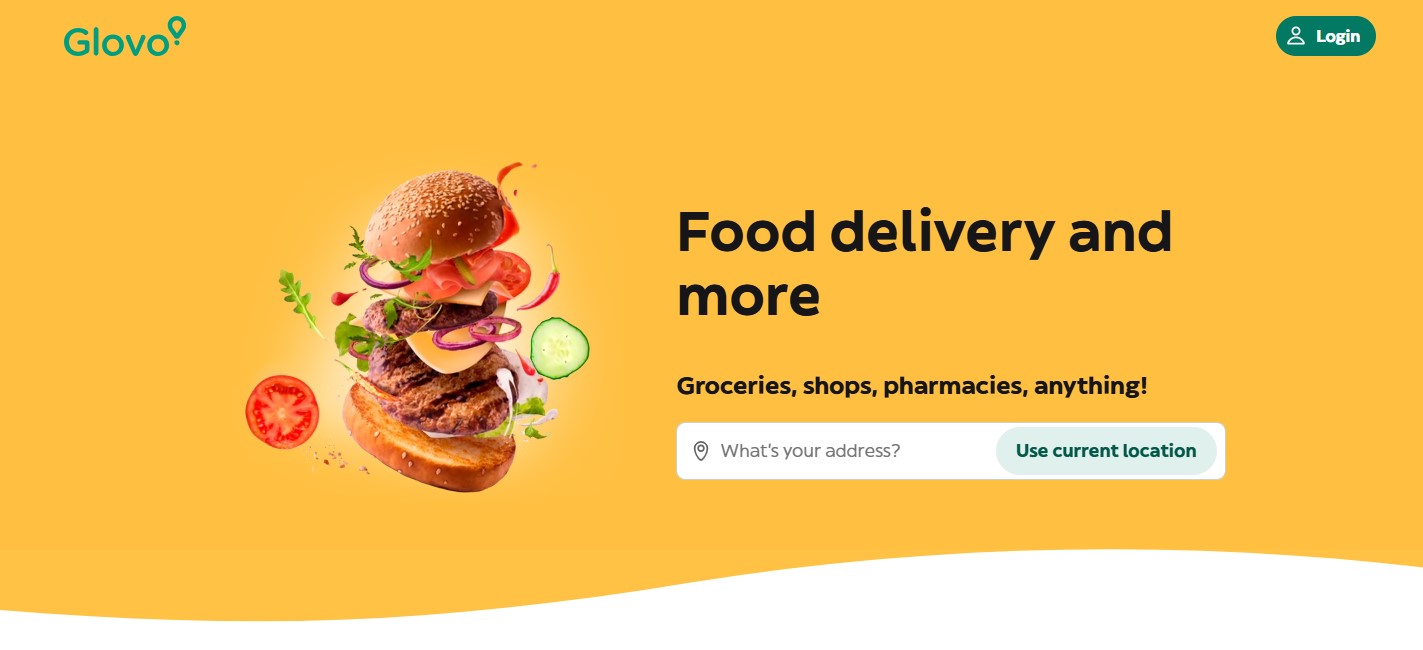 Glovo
Login
Food delivery and
more
Groceries, shops, pharmacies, anything!
What's your address?
Use current location